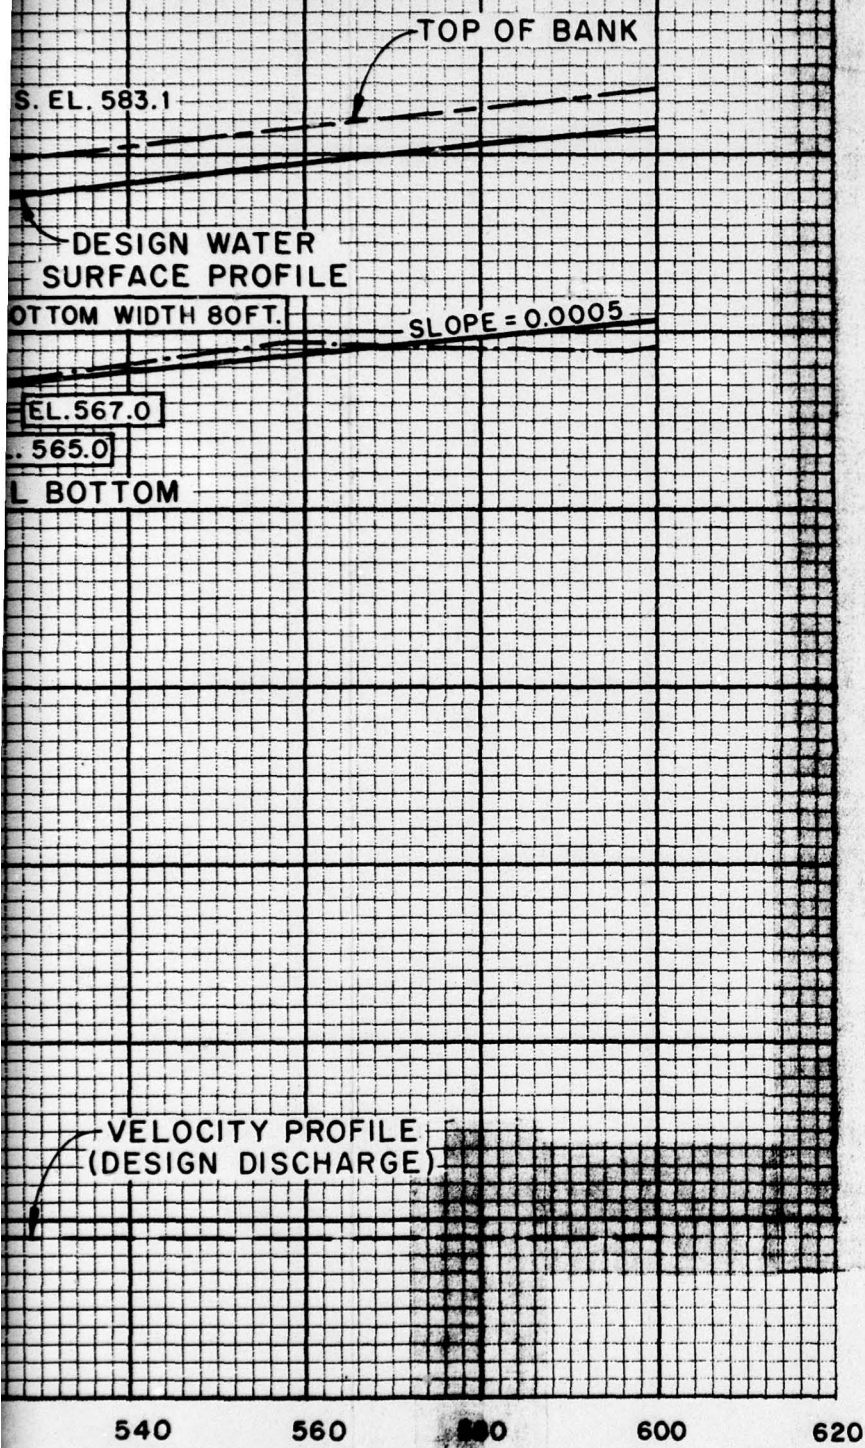 TOP OF BANK
S. EL. 583.1
DESIGN WATER
SURFACE PROFILE
OTTOM WIDTH 80FT.
SLOPE = 0.0005
EL. 567.0
. 565.0
L BOTTOM
VELOCITY PROFILE
(DESIGN DISCHARGE)
540 560 580 600 620